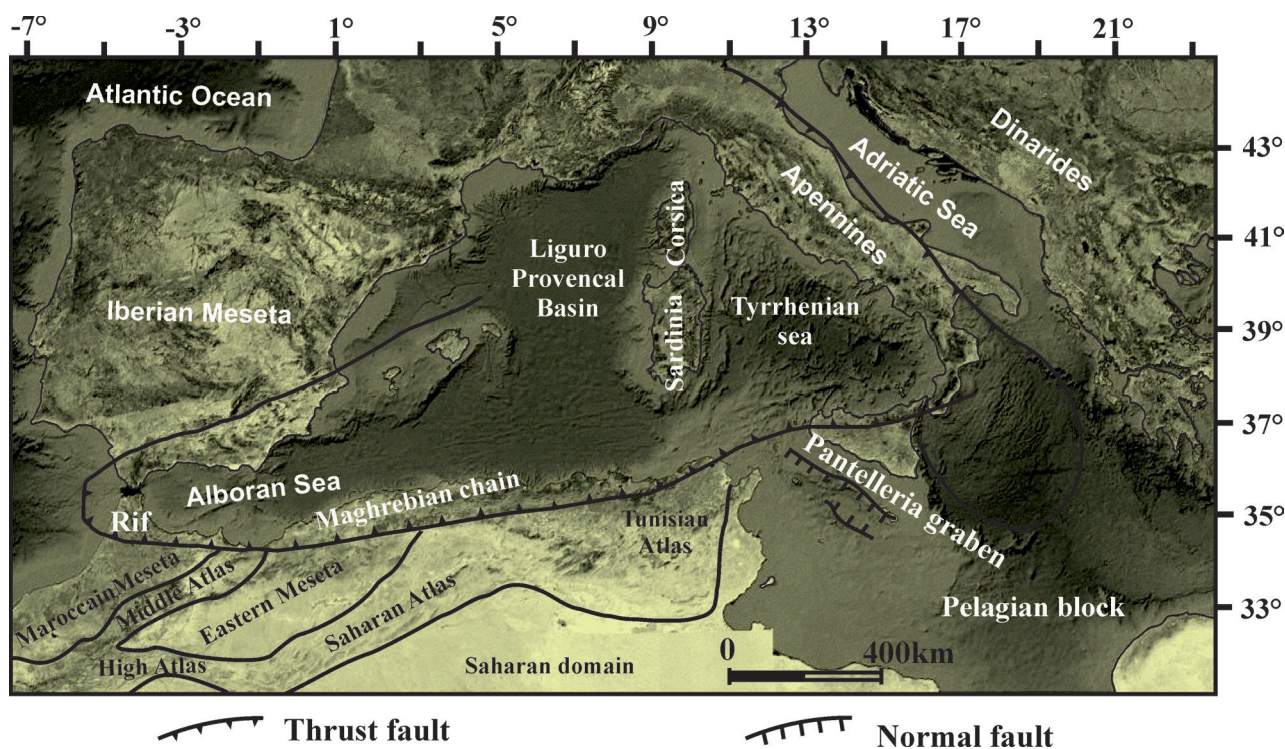 -7° -3° 1° 5° 9° 13° 17° 21°
Atlantic Ocean
Dinarides
43°
Adriatic Sea
Apennines
Corsica
Liguro
Provencal
Basin
41°
Iberian Meseta
Sardinia
Tyrrhenian
sea
39°
37°
Pantelleria graben
Alboran Sea
Maghrebian chain
Rif
Tunisian
Atlas
35°
Maroccain Meseta
Middle Atlas
Eastern Meseta
Saharan Atlas
Pelagian block
33°
High Atlas
Saharan domain
0 400km
Thrust fault
Normal fault